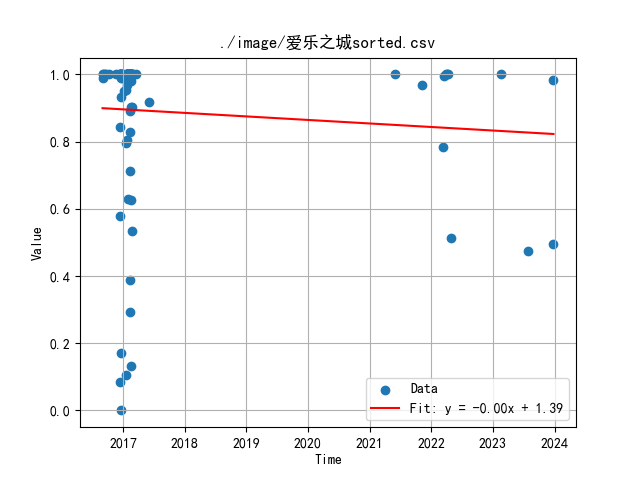 ./image/爱乐之城sorted.csv
1.0
0.8
0.6
0.4
0.2
0.0
Value
Data
Fit: y = -0.00x + 1.39
2017 2018 2019 2020 2021 2022 2023 2024
Time